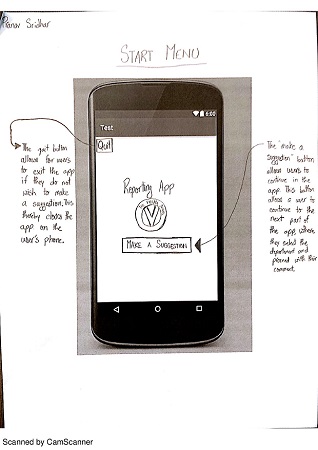 Pranav Sridhar
START MENU
6:00
Test
Quit
The quit button
allows for users
to exit the app
if they do not
wish to make
a suggestion. This
thereby closes the
app on the
user's phone.
Reporting App
V
MAKE A SUGGESTION
The "make a
suggestion" button
allows users to
continue in the
app. This button
allows a user to
continue to the
next part of
the app, where
they select the
department and
proceed with their
comment.
Scanned by CamScanner